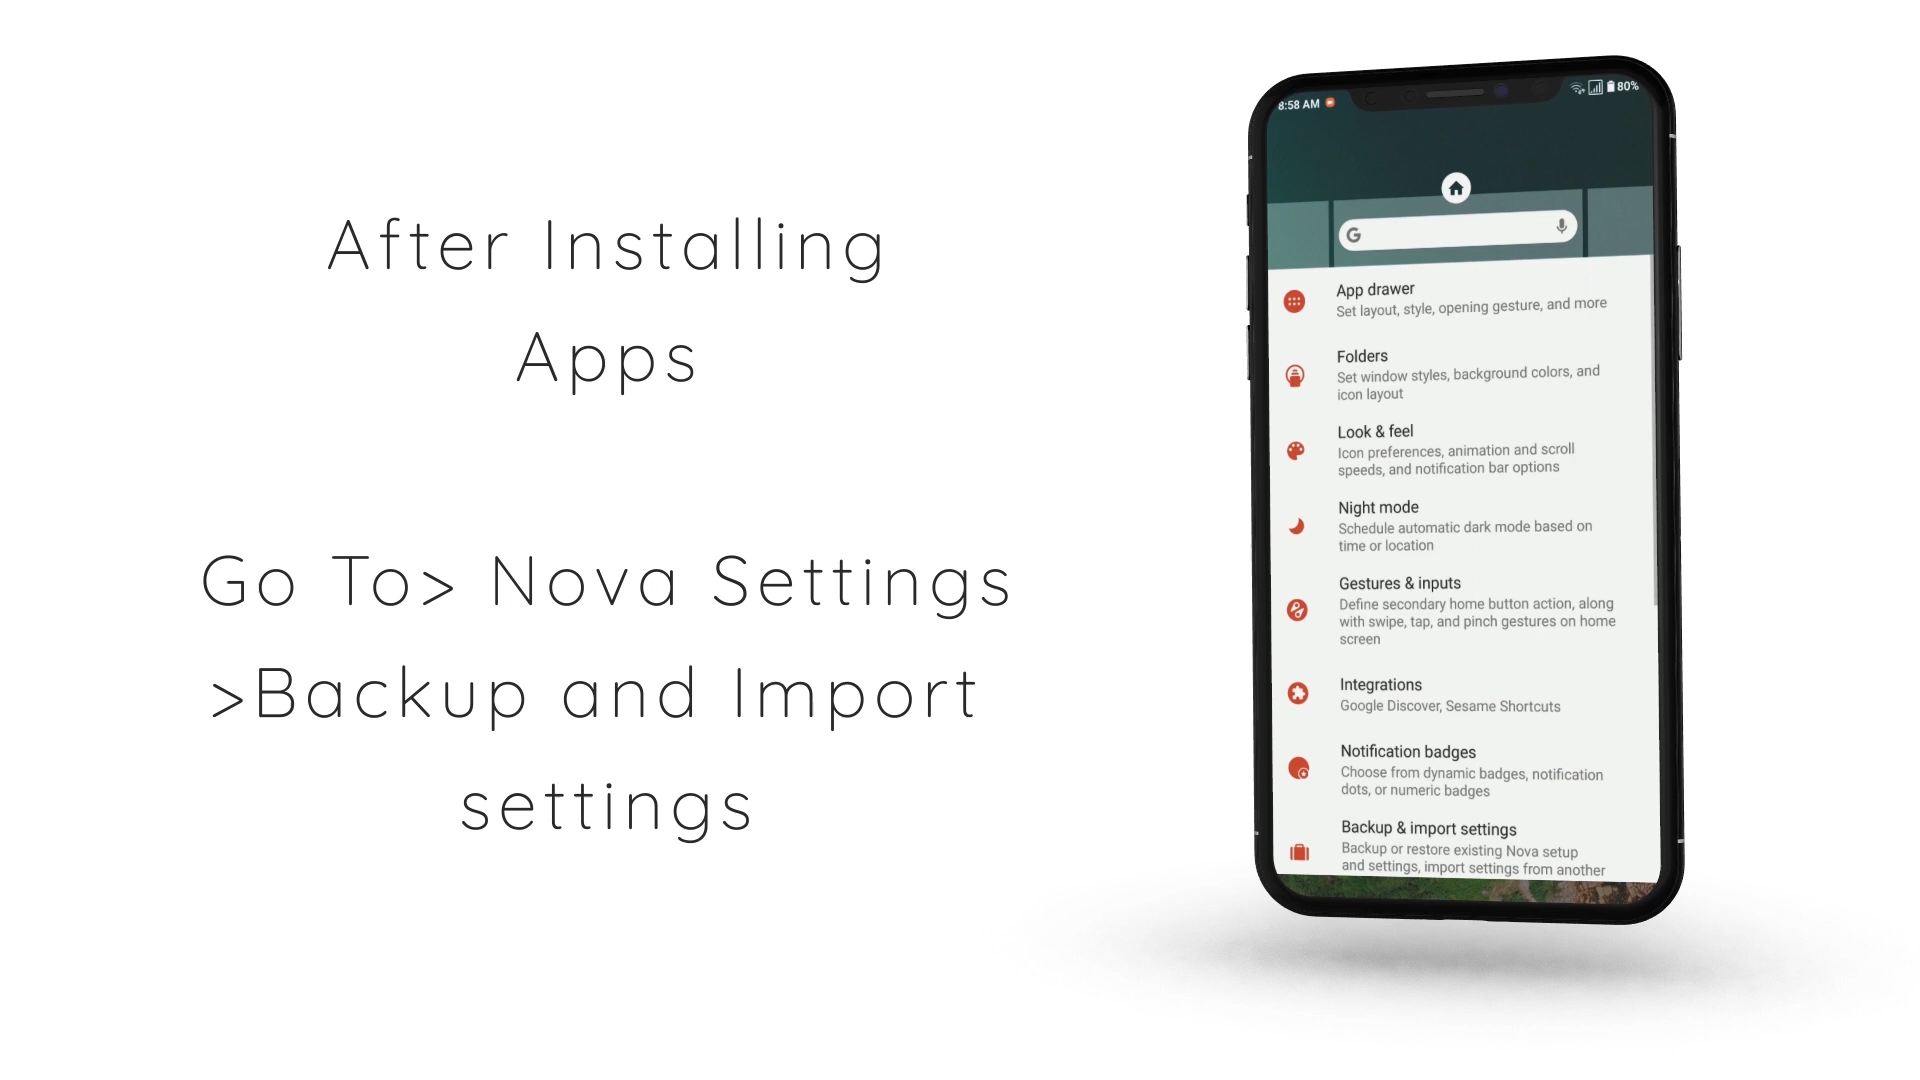 After Installing
Apps
Go To> Nova Settings
>Backup and Import
settings
8:58 AM
80%
G
App drawer
Set layout, style, opening gesture, and more
Folders
Set window styles, background colors, and
icon layout
Look & feel
Icon preferences, animation and scroll
speeds, and notification bar options
Night mode
Schedule automatic dark mode based on
time or location
Gestures & inputs
Define secondary home button action, along
with swipe, tap, and pinch gestures on home
screen
Integrations
Google Discover, Sesame Shortcuts
Notification badges
Choose from dynamic badges, notification
dots, or numeric badges
Backup & import settings
Backup or restore existing Nova setup
and settings, import settings from another